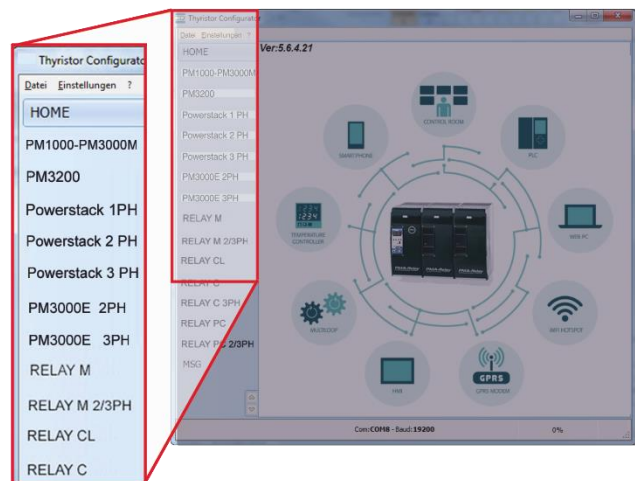 Thyristor Configurato
Datei Einstellungen ?
HOME
PM1000-PM3000M
PM3200
Powerstack 1PH
Powerstack 2 PH
Powerstack 3 PH
PM3000E 2PH
PM3000E 3PH
RELAY M
RELAY M 2/3PH
RELAY CL
RELAY C
Thyristor Configurator
Datei Einstellungen ?
HOME
Ver:5.6.4.21
PM1000-PM3000M
PM3200
Powerstack 1 PH
Powerstack 2 PH
Powerstack 3 PH
PM3000E 2PH
PM3000E 3PH
RELAY M
RELAY M 2/3PH
RELAY CL
RELAY C
RELAY C 3PH
RELAY PC
RELAY PC 2/3PH
MSG
CONTROL ROOM
SMARTPHONE
PLC
TEMPERATURE
CONTROLLER
MULTILOOP
HMI
GPRS
GPRS MODEM
WIFI HOTSPOT
Com:COM8 - Baud:19200
0%